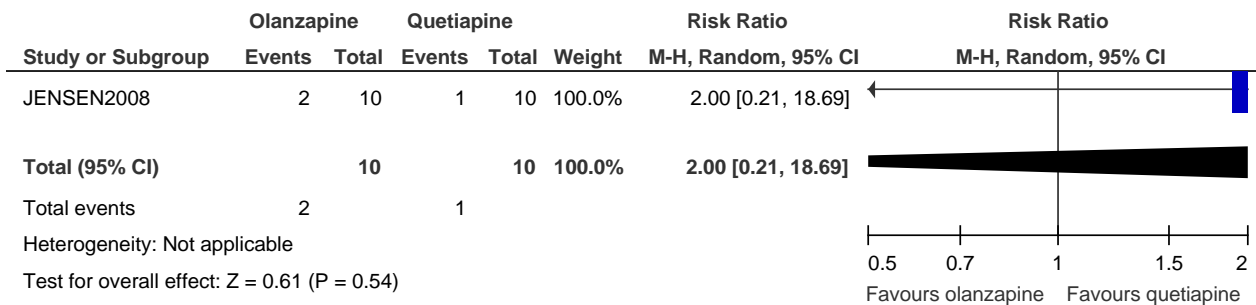 Olanzapine Quetiapine Risk Ratio Risk Ratio
Study or Subgroup Events Total Events Total Weight M-H, Random, 95% CI M-H, Random, 95% CI
JENSEN2008 2 10 1 10 100.0% 2.00 [0.21, 18.69]
Total (95% CI) 10 10 100.0% 2.00 [0.21, 18.69]
Total events 2 1
Heterogeneity: Not applicable
Test for overall effect: Z = 0.61 (P = 0.54)
0.5 0.7 1 1.5 2
Favours olanzapine Favours quetiapine